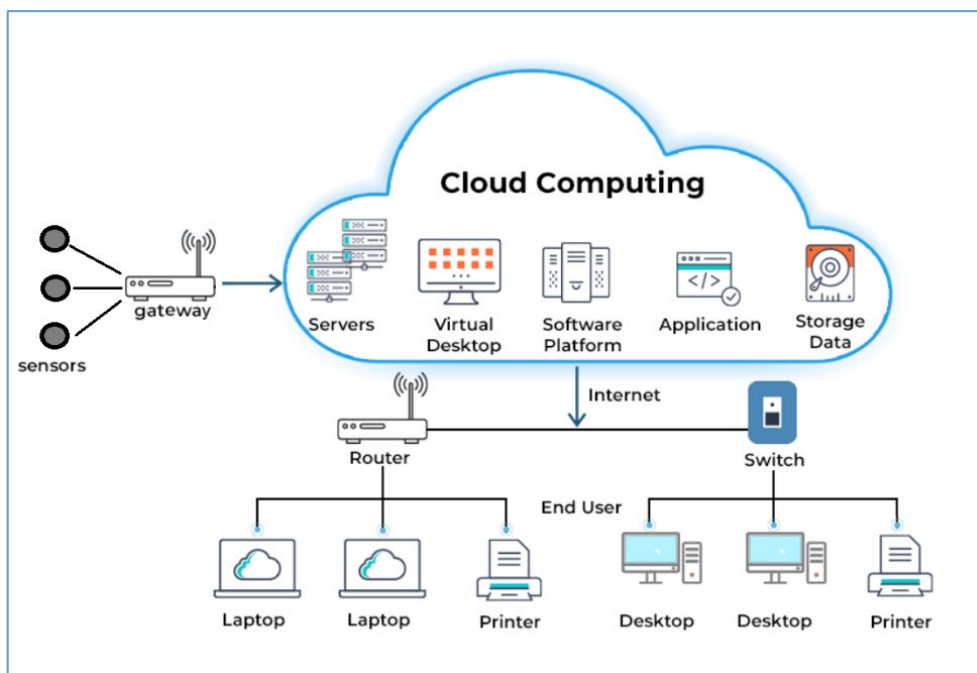 Cloud Computing
gateway
sensors
Servers
Virtual
Desktop
Software
Platform
Application
</>
Storage
Data
Internet
Router
Switch
End User
Laptop
Laptop
Printer
Desktop
Desktop
Printer